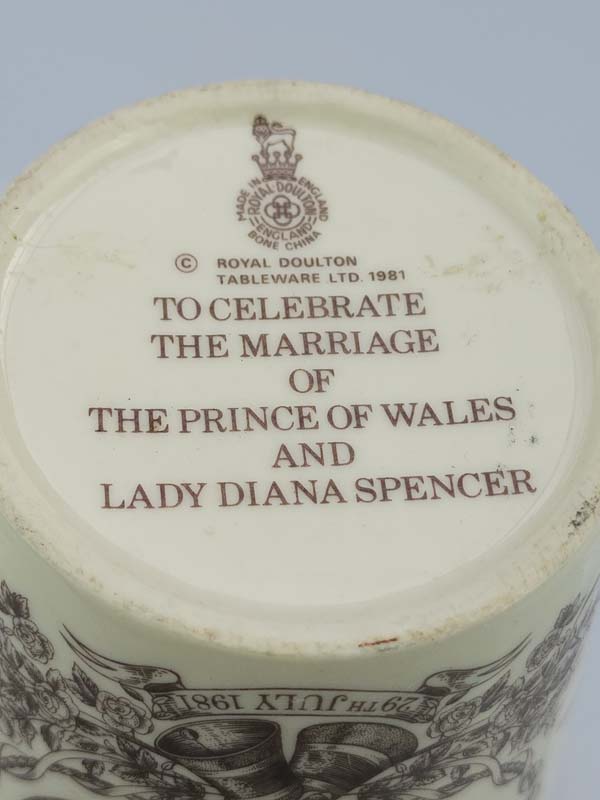 MADE IN ENGLAND
ROYAL DOULTON
ENGLAND
BONE CHINA
© ROYAL DOULTON
TABLEWARE LTD. 1981
TO CELEBRATE
THE MARRIAGE
OF
THE PRINCE OF WALES
AND
LADY DIANA SPENCER
29TH JULY 1981